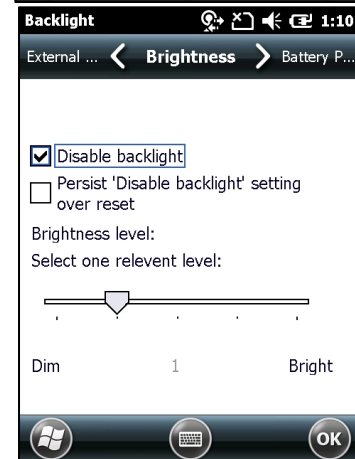 Backlight 1:10
External ... Brightness Battery P...
Disable backlight
Persist 'Disable backlight' setting
over reset
Brightness level:
Select one relevent level:
Dim 1 Bright
OK